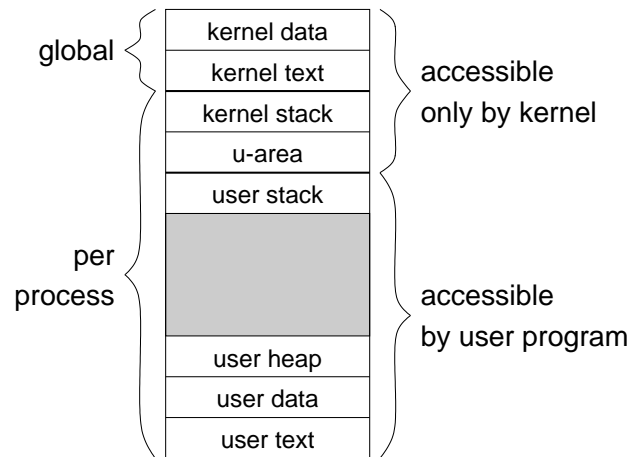 global
kernel data
kernel text
kernel stack
u-area
user stack
user heap
user data
user text
per
process
accessible
only by kernel
accessible
by user program